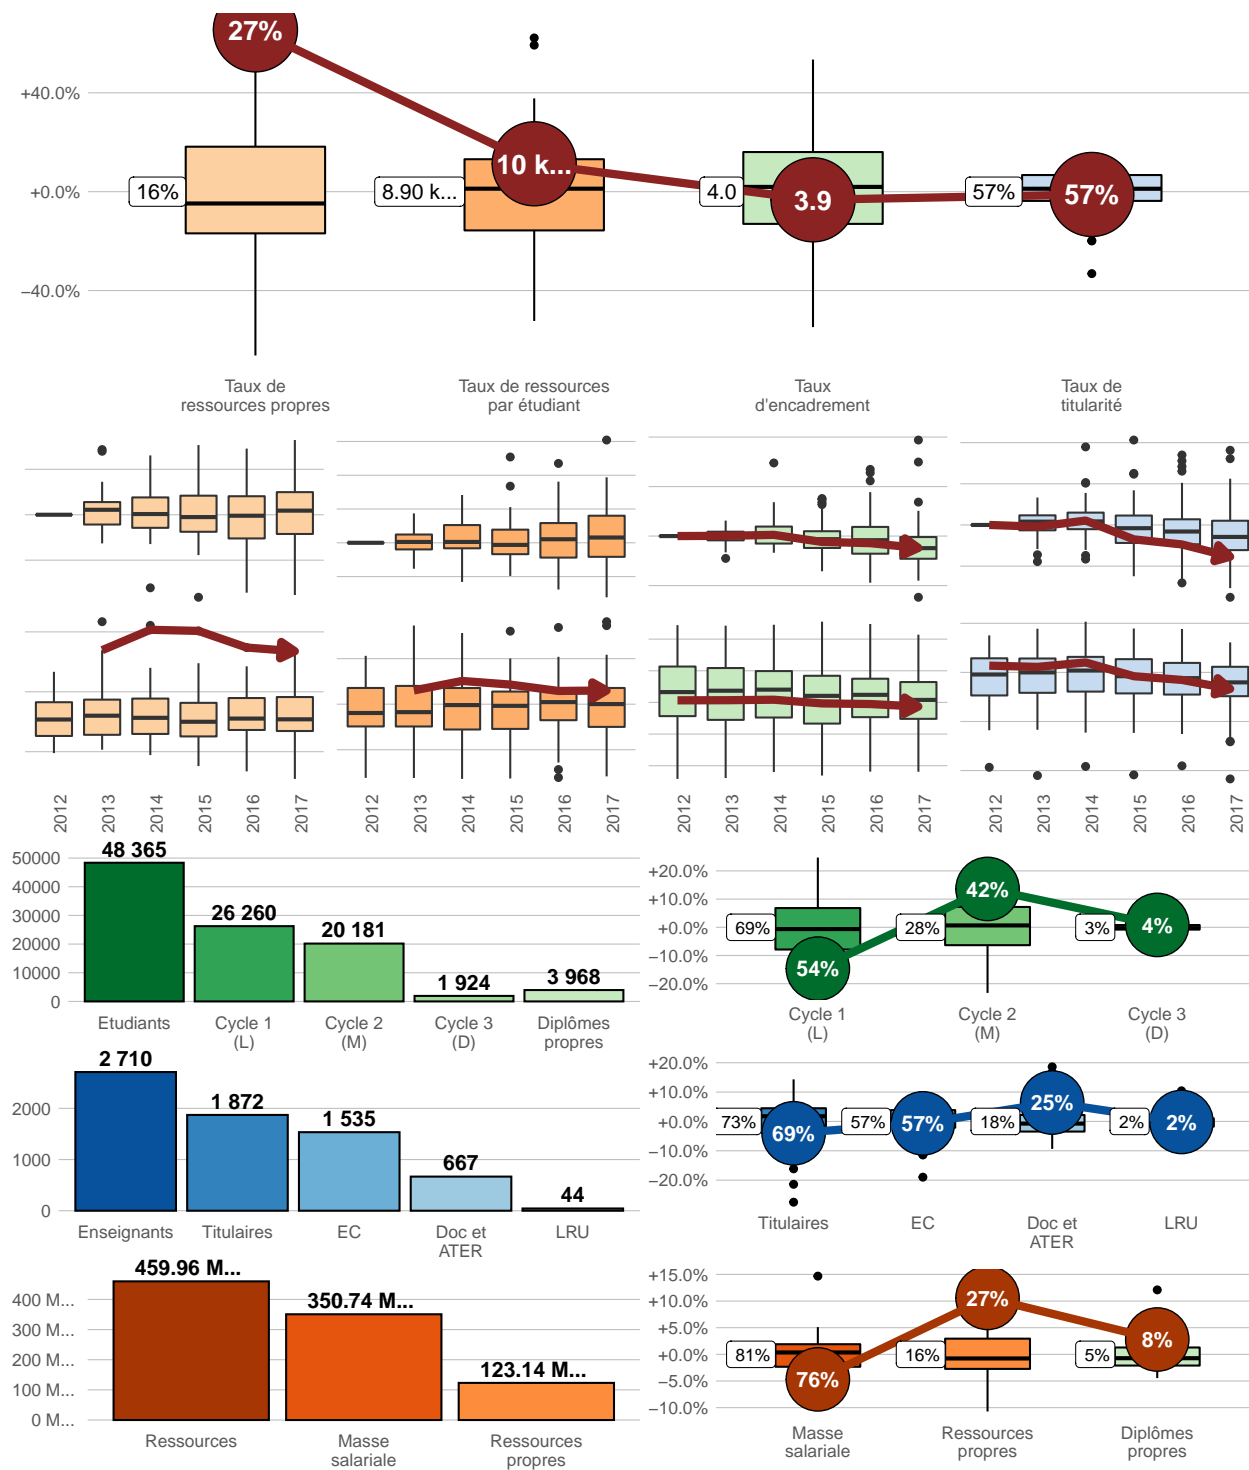 27%
+40.0%
10 k...
16%
8.90 k...
4.0
3.9
57%
57%
+0.0%
−40.0%
Taux de
ressources propres
Taux de ressources
par étudiant
Taux
d'encadrement
Taux de
titularité
2012
2013
2014
2015
2016
2017
2012
2013
2014
2015
2016
2017
2012
2013
2014
2015
2016
2017
2012
2013
2014
2015
2016
2017
50000
40000
30000
20000
10000
0
48 365
26 260
20 181
1 924
3 968
Etudiants
Cycle 1
(L)
Cycle 2
(M)
Cycle 3
(D)
Diplômes
propres
+20.0%
+10.0%
+0.0%
−10.0%
−20.0%
69%
54%
28%
42%
3%
4%
Cycle 1
(L)
Cycle 2
(M)
Cycle 3
(D)
2000
1000
0
2 710
1 872
1 535
667
44
Enseignants
Titulaires
EC
Doc et
ATER
LRU
+20.0%
+10.0%
+0.0%
−10.0%
−20.0%
73%
69%
57%
57%
18%
25%
2%
2%
Titulaires
EC
Doc et
ATER
LRU
400 M...
300 M...
200 M...
100 M...
0 M...
459.96 M...
350.74 M...
123.14 M...
Ressources
Masse
salariale
Ressources
propres
+15.0%
+10.0%
+5.0%
+0.0%
−5.0%
−10.0%
81%
76%
16%
27%
5%
8%
Masse
salariale
Ressources
propres
Diplômes
propres